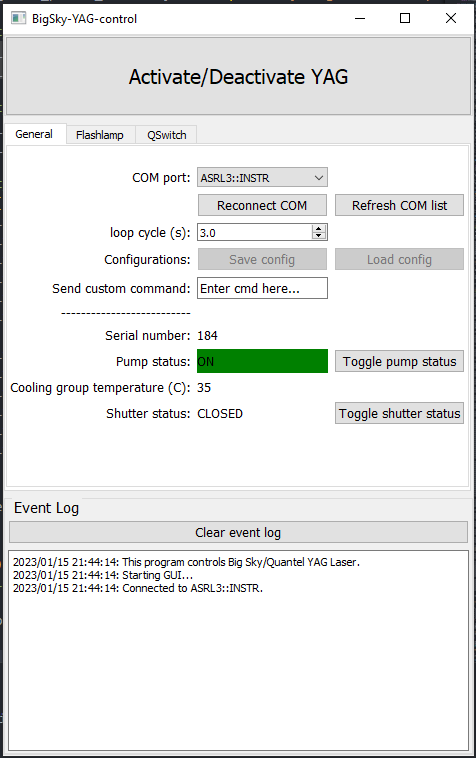 BigSky-YAG-control
Activate/Deactivate YAG
General Flashlamp QSwitch
COM port: ASRL3::INSTR
Reconnect COM Refresh COM list
loop cycle (s): 3.0
Configurations: Save config Load config
Send custom command: Enter cmd here...
--------------------------
Serial number: 184
Pump status: ON Toggle pump status
Cooling group temperature (C): 35
Shutter status: CLOSED Toggle shutter status
Event Log
Clear event log
2023/01/15 21:44:14: This program controls Big Sky/Quantel YAG Laser.
2023/01/15 21:44:14: Starting GUI...
2023/01/15 21:44:14: Connected to ASRL3::INSTR.